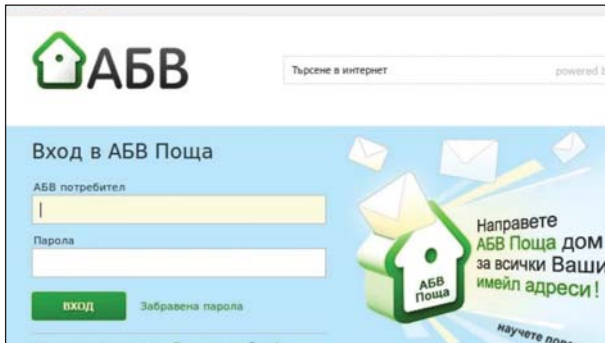 АБВ
Търсене в интернет
powered
Вход в АБВ Поща
АБВ потребител
Парола
вход
Забравена парола
АБВ
Поща
Направете
АБВ Поща дом
за всички Ваши
имейл адреси!
научете